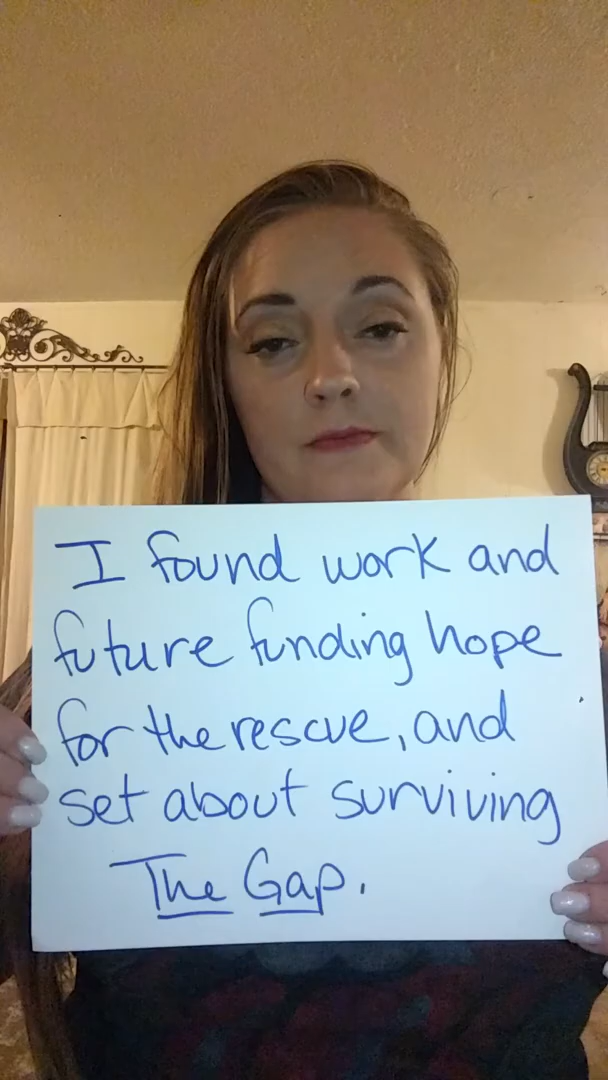 I found work and
future funding hope
for the rescue, and
set about surviving
The Gap.